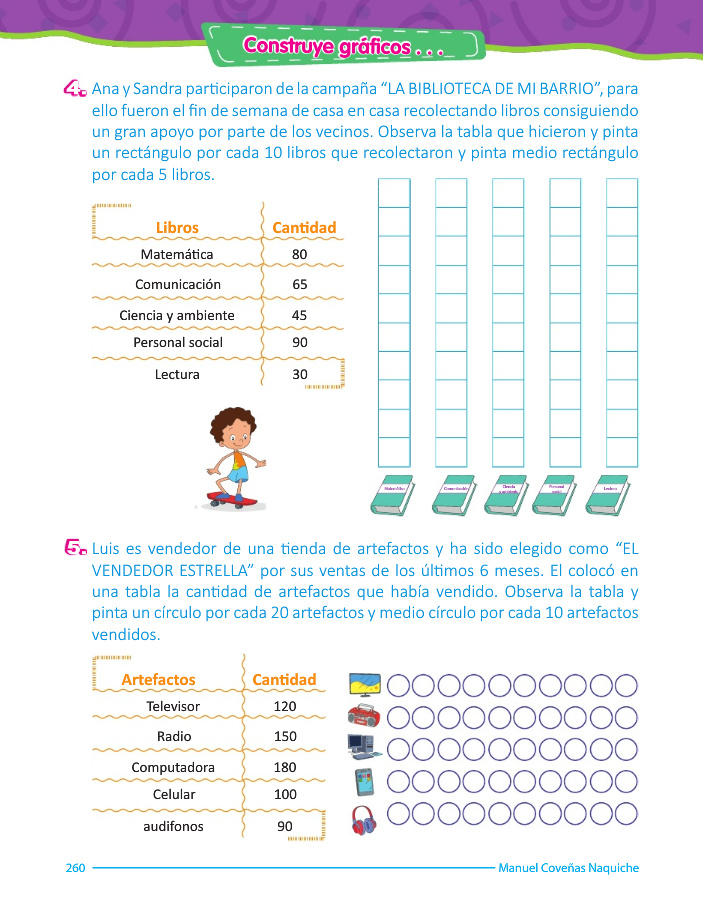 Construye gráficos . . .
4. Ana y Sandra participaron de la campaña “LA BIBLIOTECA DE MI BARRIO”, para
ello fueron el fin de semana de casa en casa recolectando libros consiguiendo
un gran apoyo por parte de los vecinos. Observa la tabla que hicieron y pinta
un rectángulo por cada 10 libros que recolectaron y pinta medio rectángulo
por cada 5 libros.
Libros Cantidad
Matemática 80
Comunicación 65
Ciencia y ambiente 45
Personal social 90
Lectura 30
Matemática
Comunicación
Ciencia
y ambiente
Personal
social
Lectura
5. Luis es vendedor de una tienda de artefactos y ha sido elegido como “EL
VENDEDOR ESTRELLA” por sus ventas de los últimos 6 meses. El colocó en
una tabla la cantidad de artefactos que había vendido. Observa la tabla y
pinta un círculo por cada 20 artefactos y medio círculo por cada 10 artefactos
vendidos.
Artefactos Cantidad
Televisor 120
Radio 150
Computadora 180
Celular 100
audifonos 90
260 Manuel Coveñas Naquiche